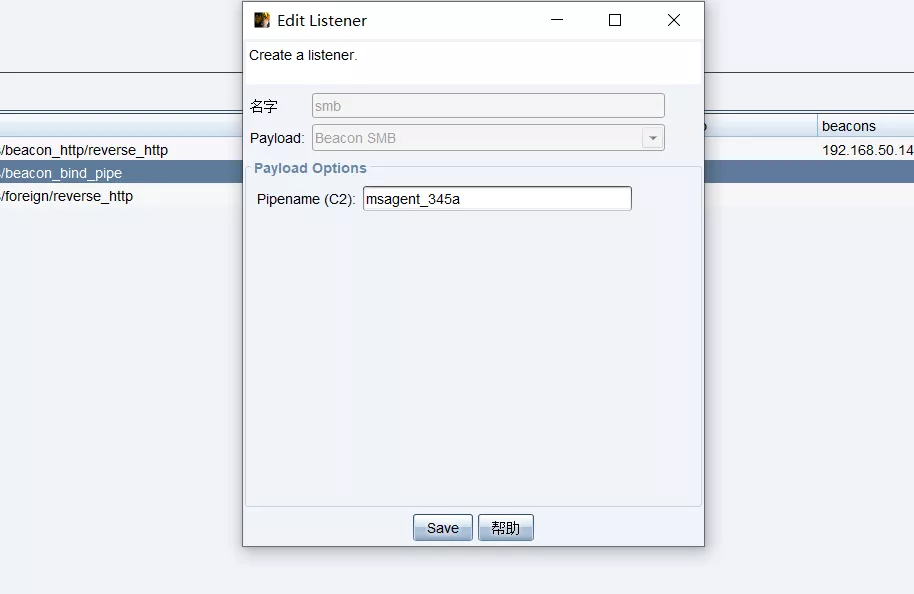 Edit Listener
Create a listener.
名字 smb
Payload: Beacon SMB
Payload Options
Pipename (C2): msagent_345a
Save 帮助
beacons
/beacon_http/reverse_http 192.168.50.14
/beacon_bind_pipe
/foreign/reverse_http